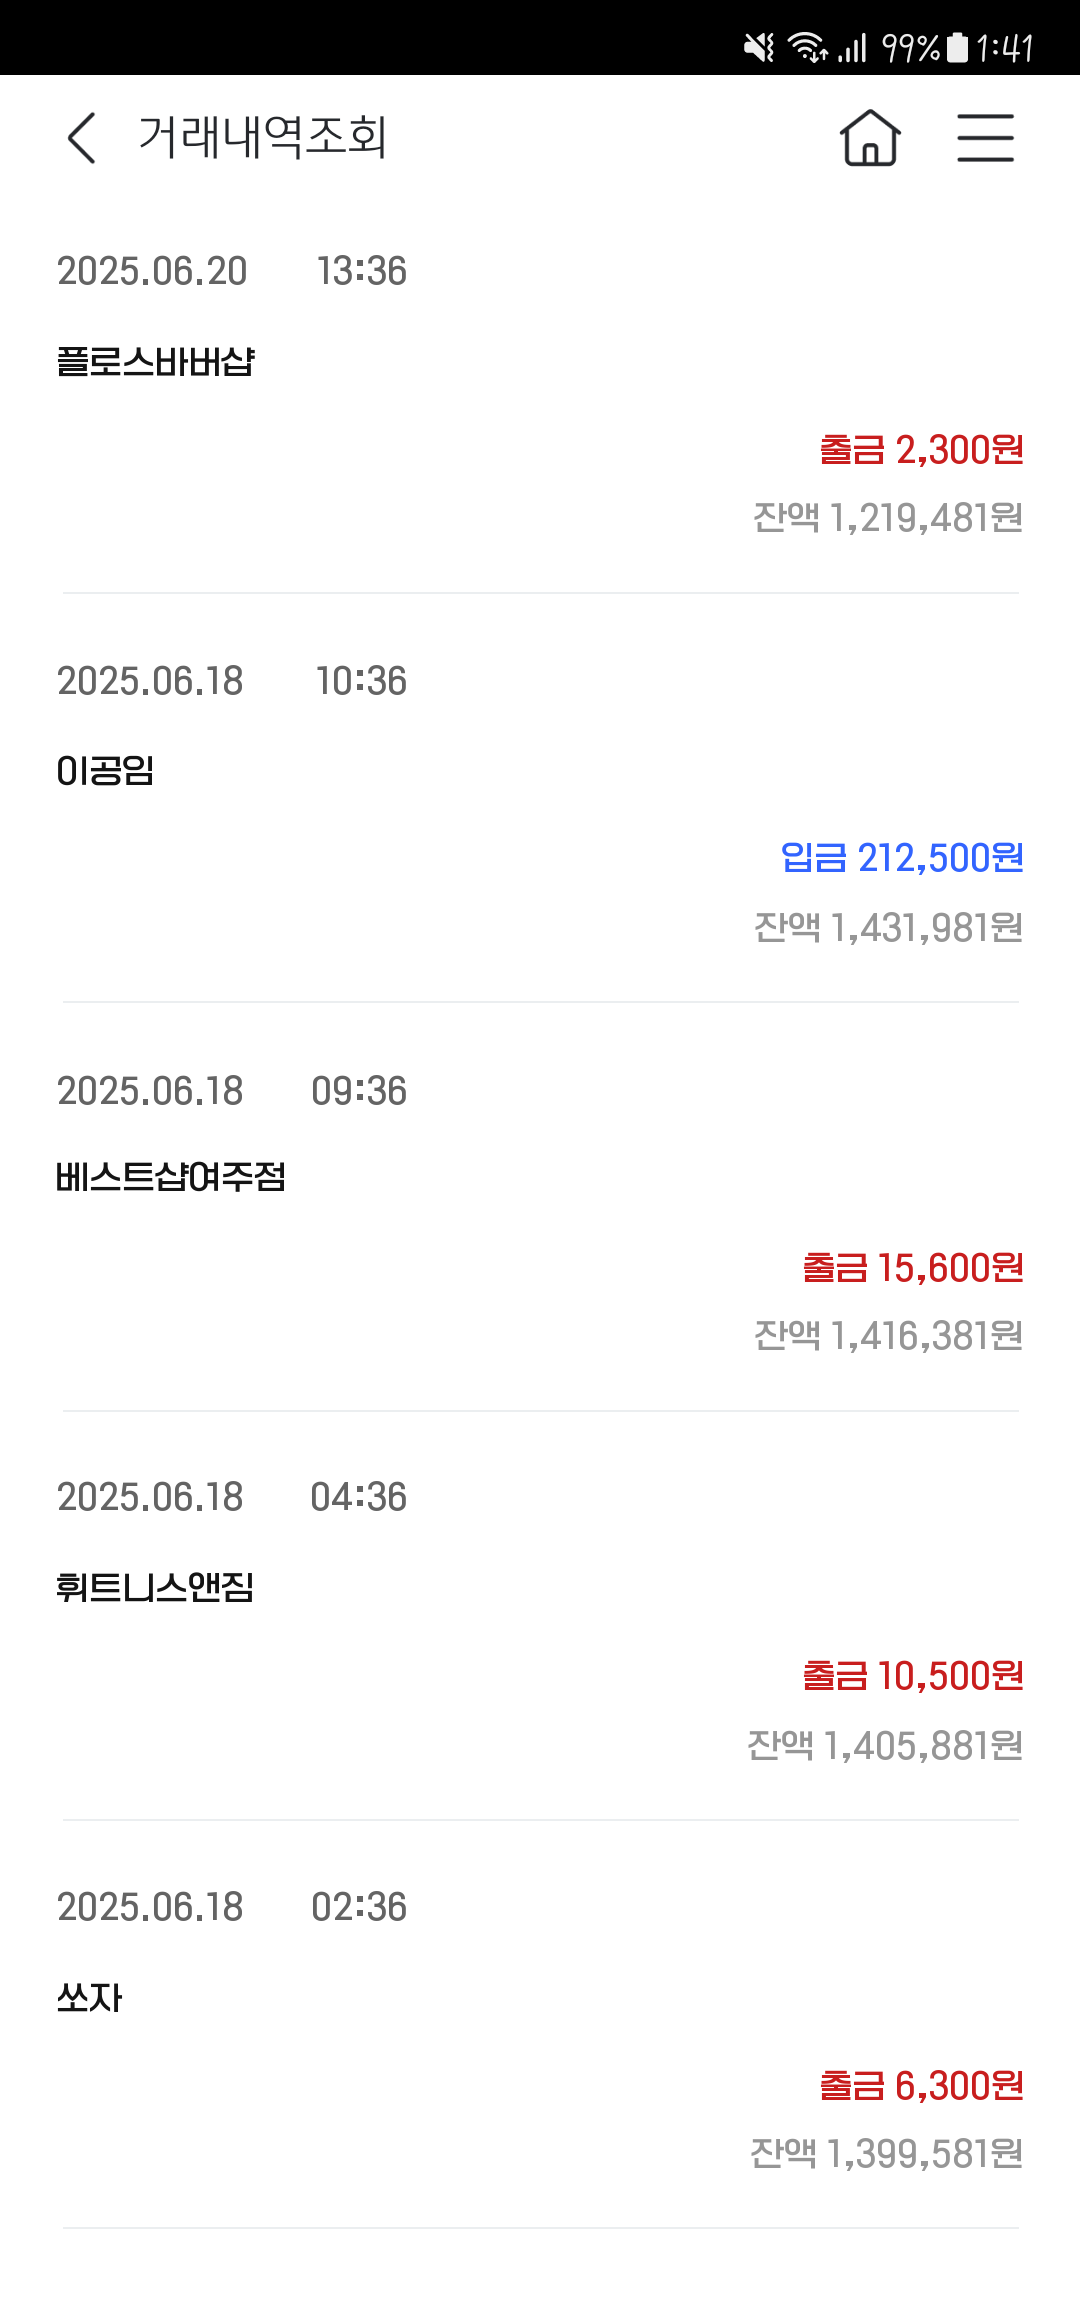 99% 1:41
거래내역조회
2025.06.20 13:36
플로스바버샵
출금 2,300원
잔액 1,219,481원
2025.06.18 10:36
이공임
입금 212,500원
잔액 1,431,981원
2025.06.18 09:36
베스트샵여주점
출금 15,600원
잔액 1,416,381원
2025.06.18 04:36
휘트니스앤짐
출금 10,500원
잔액 1,405,881원
2025.06.18 02:36
쏘자
출금 6,300원
잔액 1,399,581원